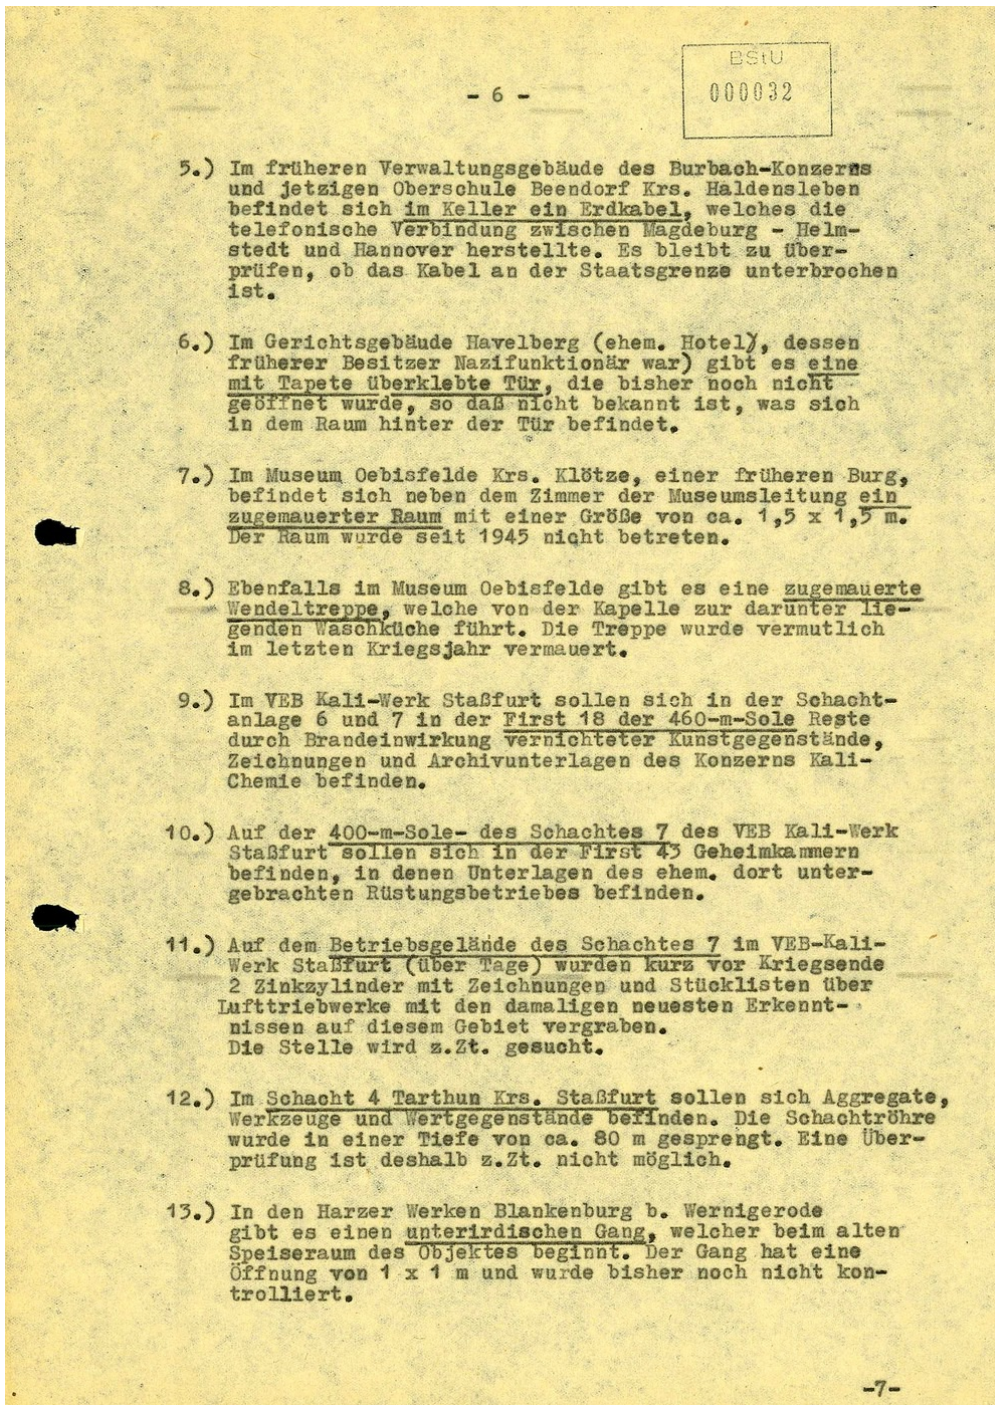 BStU
000032
- 6 -
5.) Im früheren Verwaltungsgebäude des Burbach-Konzerns
und jetzigen Oberschule Beendorf Krs. Haldensleben
befindet sich im Keller ein Erdkabel, welches die
telefonische Verbindung zwischen Magdeburg - Helm-
stedt und Hannover herstellte. Es bleibt zu über-
prüfen, ob das Kabel an der Staatsgrenze unterbrochen
ist.
6.) Im Gerichtsgebäude Havelberg (ehem. Hotel), dessen
früherer Besitzer Nazifunktionär war) gibt es eine
mit Tapete überklebte Tür, die bisher noch nicht
geöffnet wurde, so daß nicht bekannt ist, was sich
in dem Raum hinter der Tür befindet.
7.) Im Museum Oebisfelde Krs. Klötze, einer früheren Burg,
befindet sich neben dem Zimmer der Museumsleitung ein
zugemauerter Raum mit einer Größe von ca. 1,5 x 1,5 m.
Der Raum wurde seit 1945 nicht betreten.
8.) Ebenfalls im Museum Oebisfelde gibt es eine zugemauerte
Wendeltreppe, welche von der Kapelle zur darunter lie-
genden Waschküche führt. Die Treppe wurde vermutlich
im letzten Kriegsjahr vermauert.
9.) Im VEB Kali-Werk Staßfurt sollen sich in der Schacht-
anlage 6 und 7 in der First 18 der 460-m-Sole Reste
durch Brandeinwirkung vernichteter Kunstgegenstände,
Zeichnungen und Archivunterlagen des Konzerns Kali-
Chemie befinden.
10.) Auf der 400-m-Sole- des Schachtes 7 des VEB Kali-Werk
Staßfurt sollen sich in der First 43 Geheimkammern
befinden, in denen Unterlagen des ehem. dort unter-
gebrachten Rüstungsbetriebes befinden.
11.) Auf dem Betriebsgelände des Schachtes 7 im VEB-Kali-
Werk Staßfurt (über Tage) wurden kurz vor Kriegsende
2 Zinkzylinder mit Zeichnungen und Stücklisten über
Lufttriebwerke mit den damaligen neuesten Erkennt-
nissen auf diesem Gebiet vergraben.
Die Stelle wird z.Zt. gesucht.
12.) Im Schacht 4 Tarthun Krs. Staßfurt sollen sich Aggregate,
Werkzeuge und Wertgegenstände befinden. Die Schachtröhre
wurde in einer Tiefe von ca. 80 m gesprengt. Eine Über-
prüfung ist deshalb z.Zt. nicht möglich.
13.) In den Harzer Werken Blankenburg b. Wernigerode
gibt es einen unterirdischen Gang, welcher beim alten
Speiseraum des Objektes beginnt. Der Gang hat eine
Öffnung von 1 x 1 m und wurde bisher noch nicht kon-
trolliert.
-7-